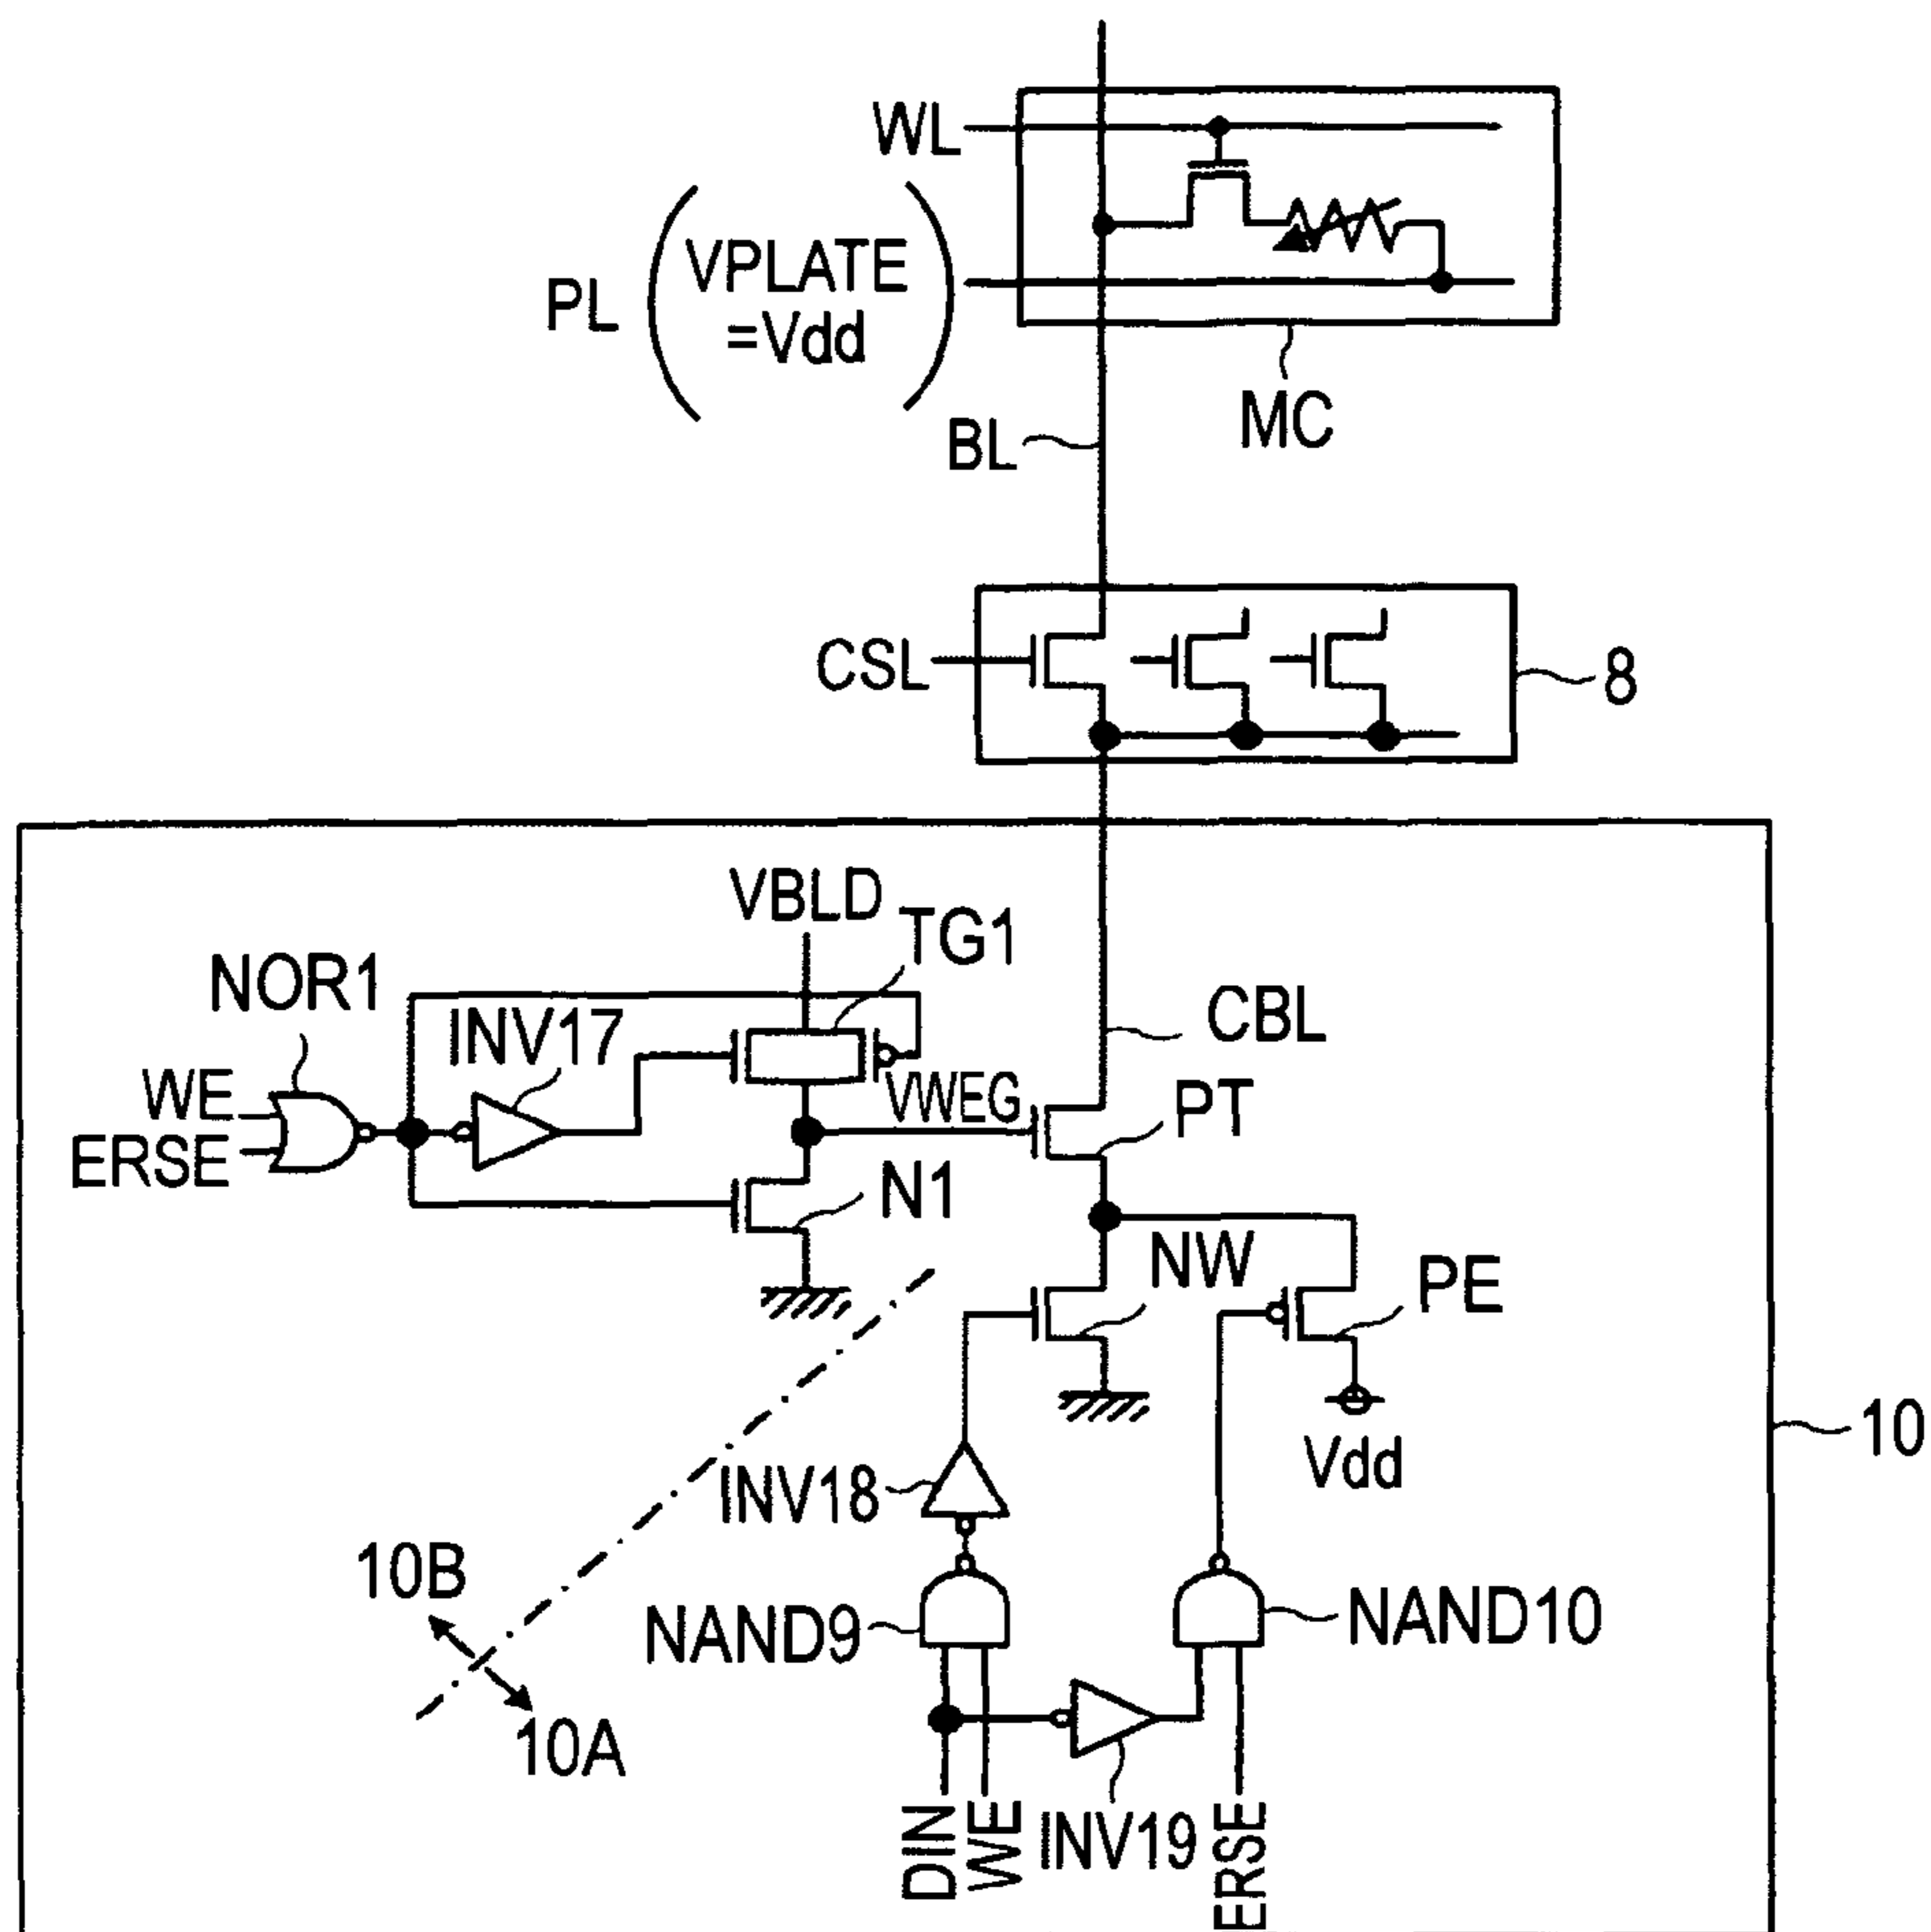 WL
PL
VPLATE
=Vdd
BL
MC
CSL
8
VBLD
TG1
NOR1
INV17
CBL
WE
ERSE
VWEG
PT
N1
NW
PE
10
Vdd
INV18
10B
NAND9
NAND10
10A
DIN
WE
INV19
ERSE